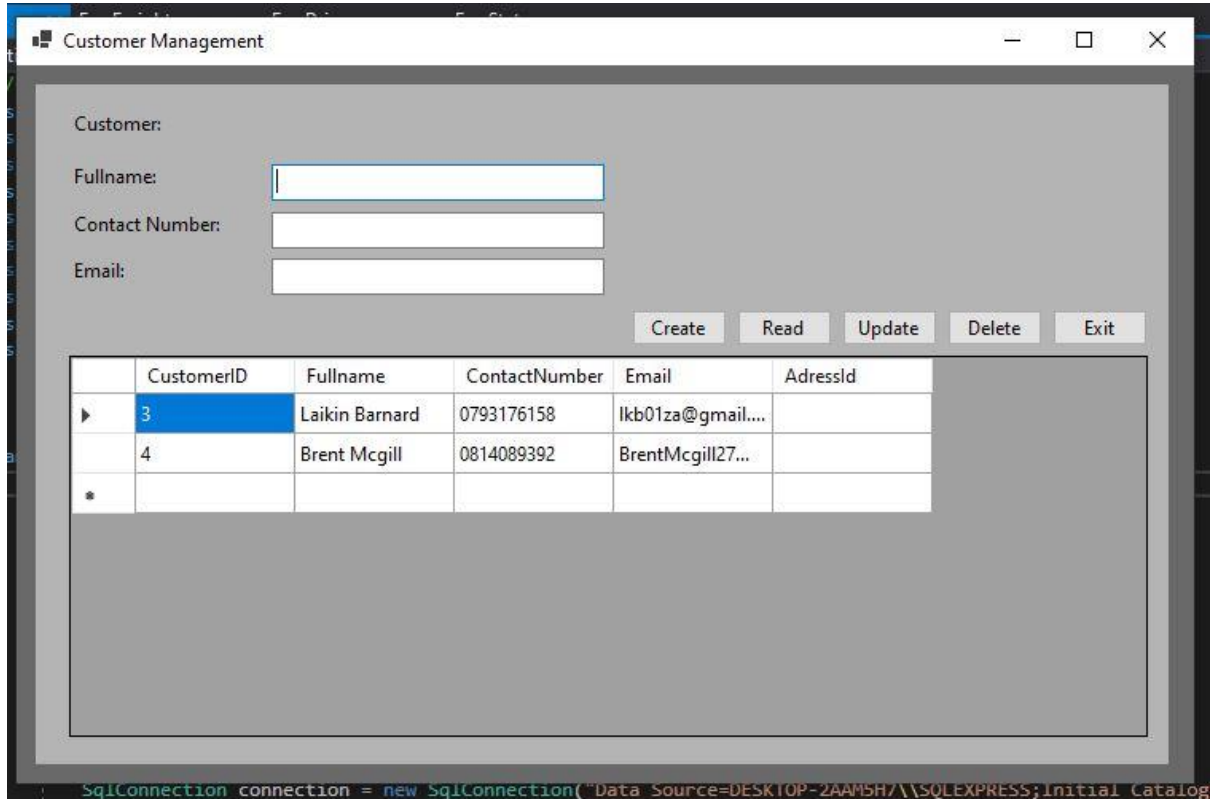 Customer Management
Customer:
Fullname:
Contact Number:
Email:
Create Read Update Delete Exit
CustomerID Fullname ContactNumber Email AdressId
3 Laikin Barnard 0793176158 lkb01za@gmail....
4 Brent Mcgill 0814089392 BrentMcgill27...
SqlConnection connection = new SqlConnection("Data Source=DESKTOP-2AAM5H7\\SQLEXPRESS;Initial Catalog